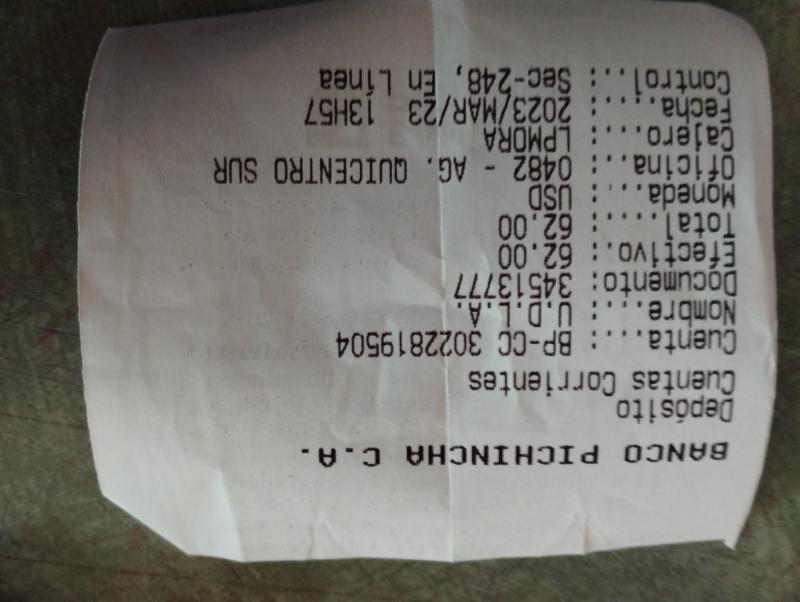 BANCO PICHINCHA C.A.
Depósito
Cuentas Corrientes
Cuenta....: BP-CC 3022819504
Nombre....: U.D.L.A.
Documento: 34513777
Efectivo.: 62.00
Total.....: 62.00
Moneda...: USD
Oficina...: 0482 - AG. QUICENTRO SUR
Cajero....: LPMORA
Fecha.....: 2023/MAR/23 13H57
Control...: Sec-248, En Línea